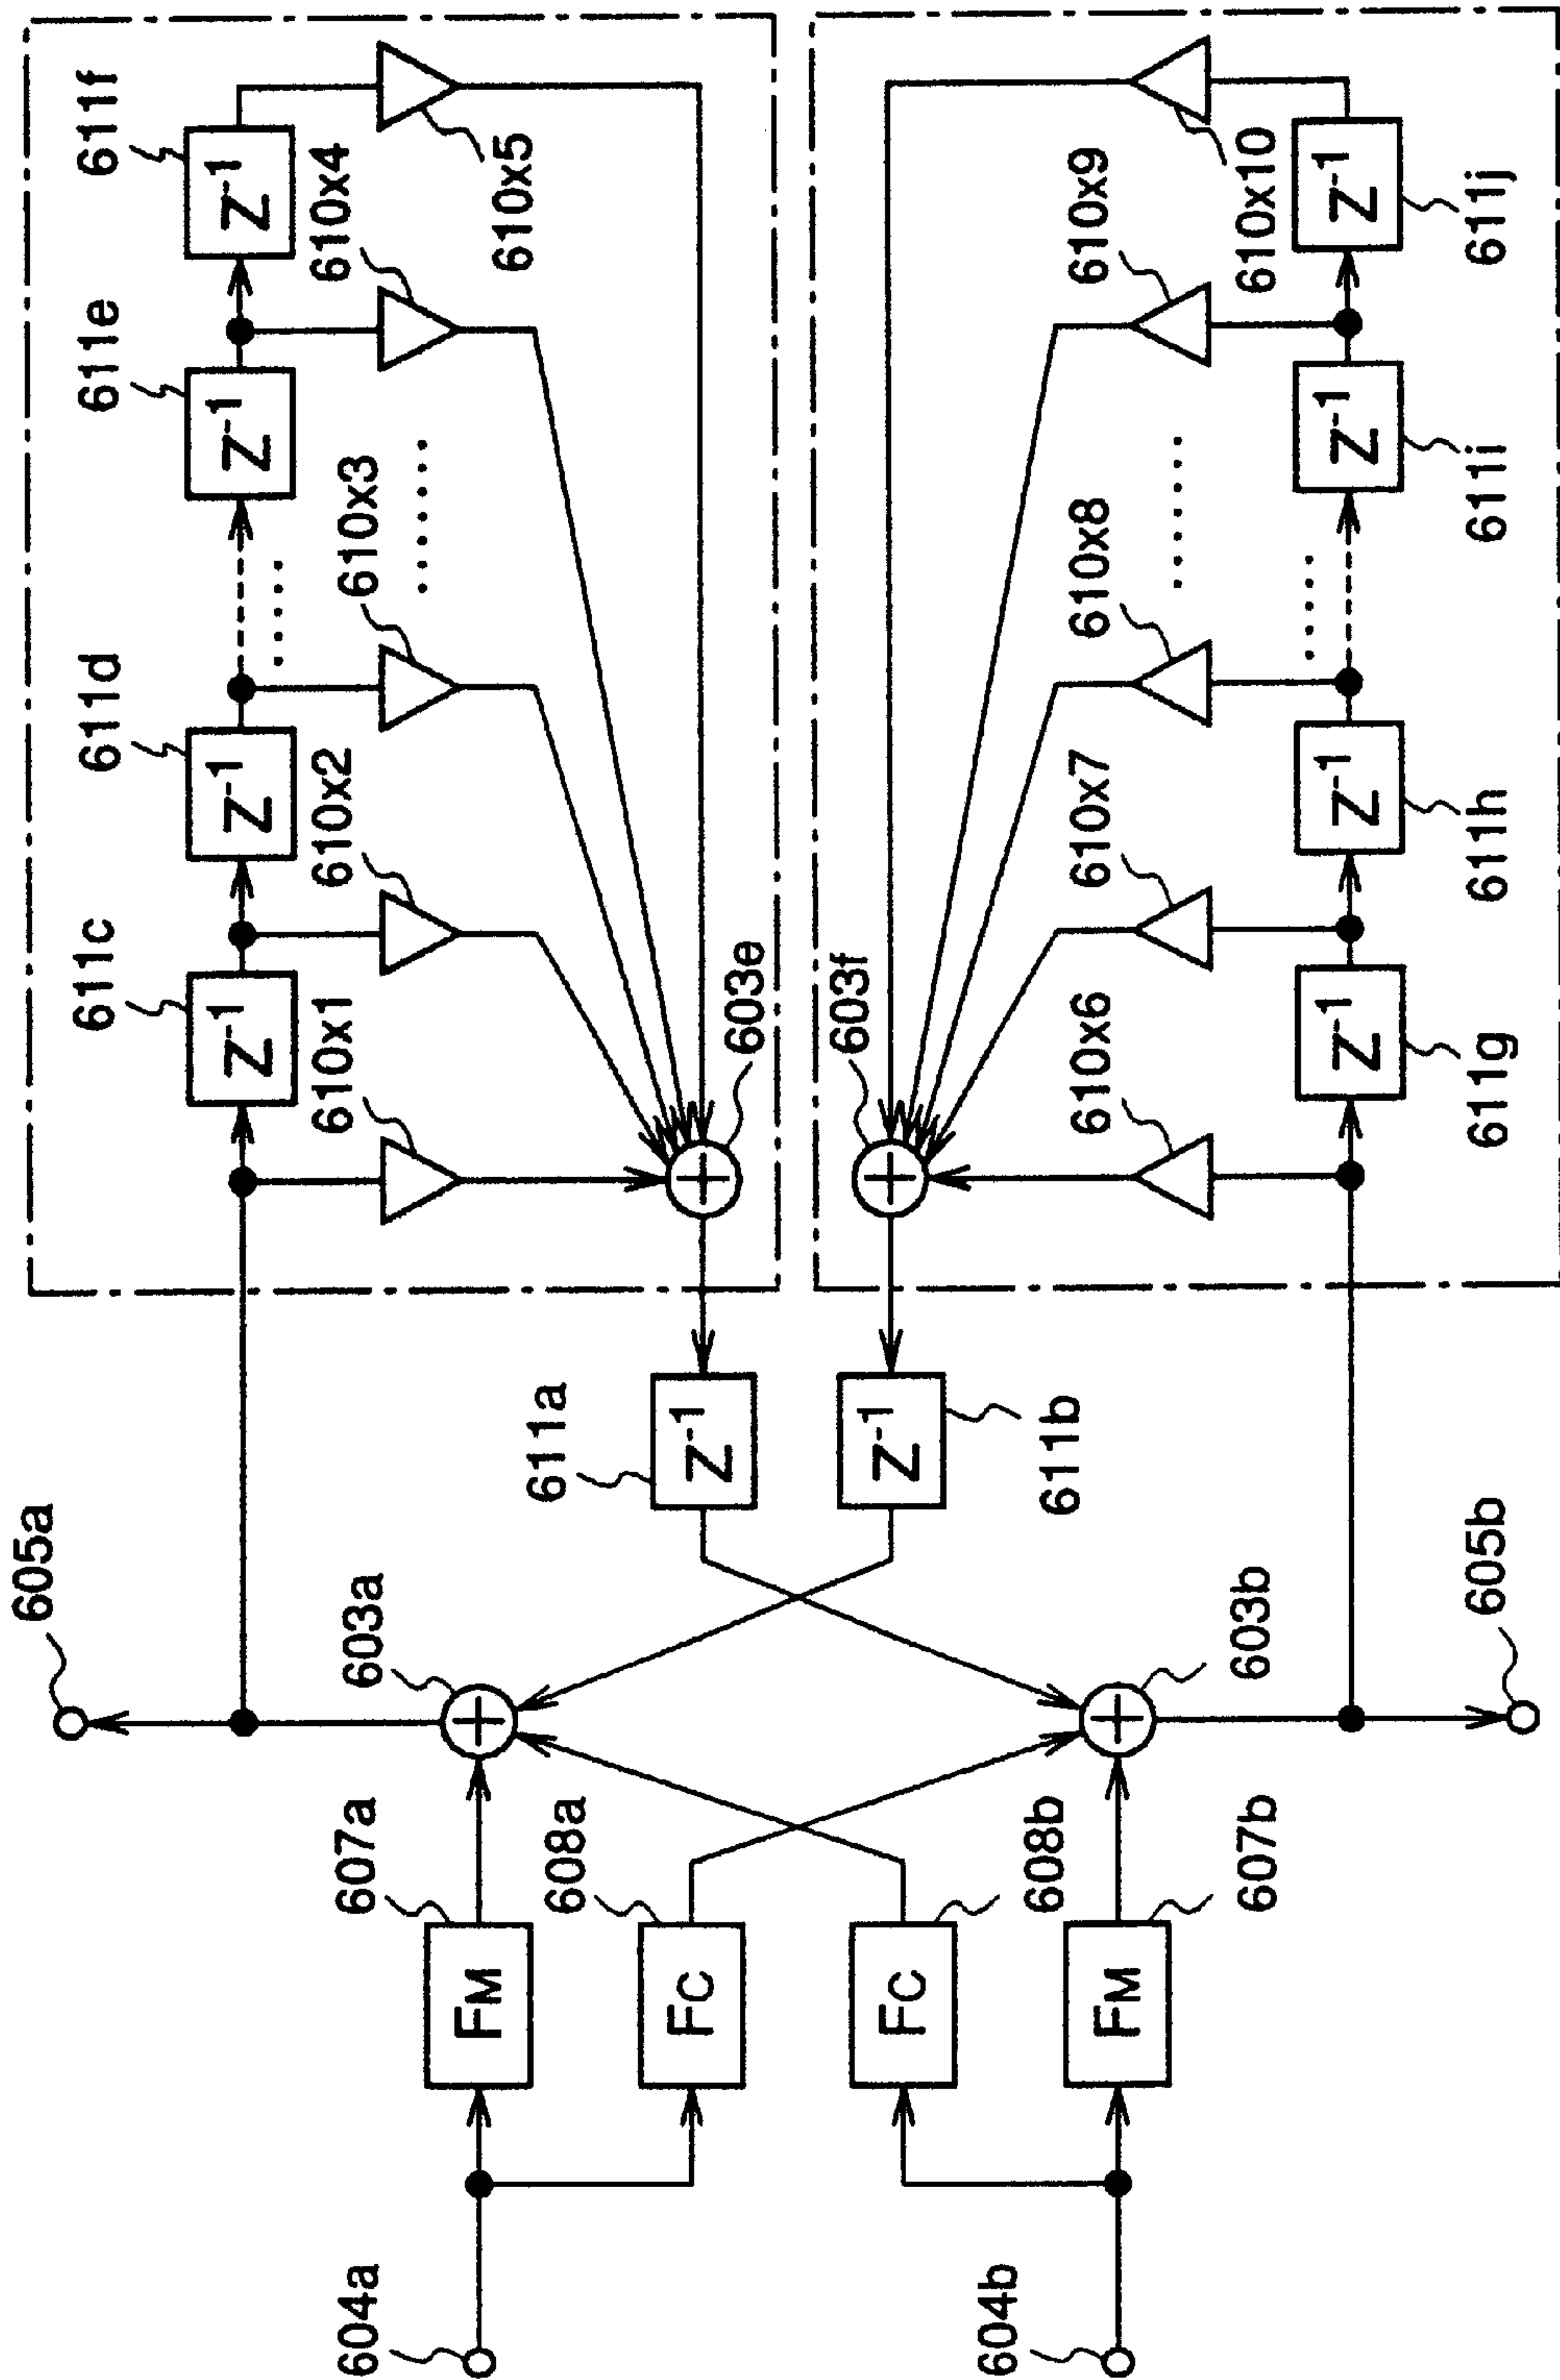 611c
611d
611e
611f
Z-1
Z-1
Z-1
Z-1
610x1
610x2
610x3
610x4
610x5
.....
.......
603e
605a
603a
611a
Z-1
607a
FM
608a
FC
604a
604b
FC
608b
FM
607b
603b
605b
Z-1
611b
603f
610x6
610x7
610x8
610x9
610x10
.......
.....
Z-1
Z-1
Z-1
Z-1
611g
611h
611i
611j